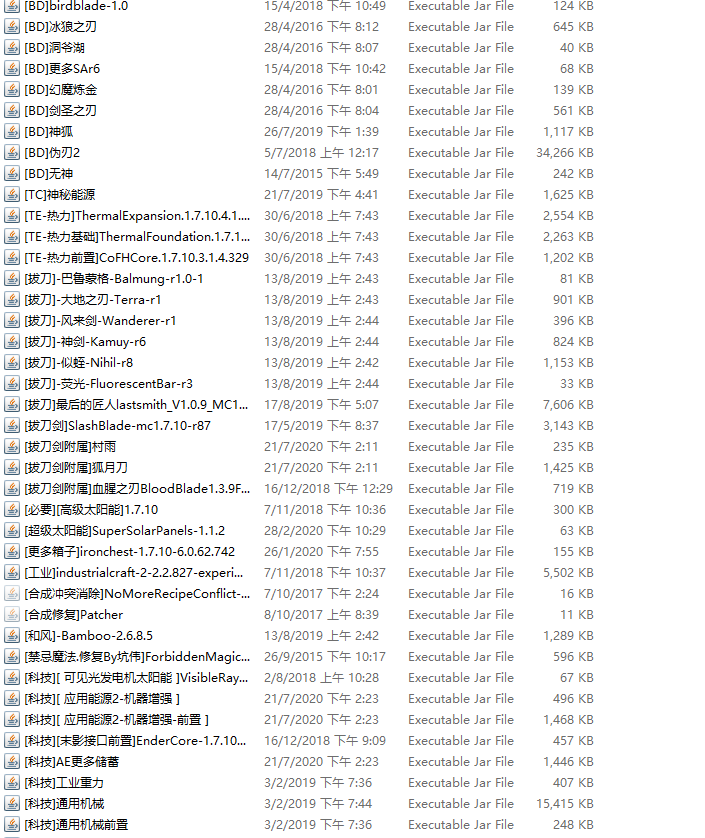 [BD]birdblade-1.0 15/4/2018 下午 10:49 Executable Jar File 124 KB
[BD]冰狼之刃 28/4/2016 下午 8:12 Executable Jar File 645 KB
[BD]洞爷湖 28/4/2016 下午 8:07 Executable Jar File 40 KB
[BD]更多SAr6 15/4/2018 下午 10:42 Executable Jar File 68 KB
[BD]幻魔炼金 28/4/2016 下午 8:01 Executable Jar File 139 KB
[BD]剑圣之刃 28/4/2016 下午 8:04 Executable Jar File 561 KB
[BD]神狐 26/7/2019 下午 1:39 Executable Jar File 1,117 KB
[BD]伪刃2 5/7/2018 上午 12:17 Executable Jar File 34,266 KB
[BD]无神 14/7/2015 下午 5:49 Executable Jar File 242 KB
[TC]神秘能源 21/7/2019 下午 4:41 Executable Jar File 1,625 KB
[TE-热力]ThermalExpansion.1.7.10.4.1.... 30/6/2018 上午 7:43 Executable Jar File 2,554 KB
[TE-热力基础]ThermalFoundation.1.7.1... 30/6/2018 上午 7:43 Executable Jar File 2,263 KB
[TE-热力前置]CoFHCore.1.7.10.3.1.4.329 30/6/2018 上午 7:43 Executable Jar File 1,202 KB
[拔刀]-巴鲁蒙格-Balmung-r1.0-1 13/8/2019 上午 2:43 Executable Jar File 81 KB
[拔刀]-大地之刃-Terra-r1 13/8/2019 上午 2:43 Executable Jar File 901 KB
[拔刀]-风来剑-Wanderer-r1 13/8/2019 上午 2:44 Executable Jar File 396 KB
[拔刀]-神剑-Kamuy-r6 13/8/2019 上午 2:44 Executable Jar File 824 KB
[拔刀]-似蛭-Nihil-r8 13/8/2019 上午 2:42 Executable Jar File 1,153 KB
[拔刀]-荧光-FluorescentBar-r3 13/8/2019 上午 2:44 Executable Jar File 33 KB
[拔刀]最后的匠人lastsmith_V1.0.9_MC1... 17/8/2019 下午 5:07 Executable Jar File 7,606 KB
[拔刀剑]SlashBlade-mc1.7.10-r87 17/5/2019 下午 8:37 Executable Jar File 3,143 KB
[拔刀剑附属]村雨 21/7/2020 下午 2:11 Executable Jar File 235 KB
[拔刀剑附属]狐月刀 21/7/2020 下午 2:11 Executable Jar File 1,425 KB
[拔刀剑附属]血腥之刃BloodBlade1.3.9F... 16/12/2018 下午 12:29 Executable Jar File 719 KB
[必要][高级太阳能]1.7.10 7/11/2018 下午 10:36 Executable Jar File 300 KB
[超级太阳能]SuperSolarPanels-1.1.2 28/2/2020 下午 10:29 Executable Jar File 63 KB
[更多箱子]ironchest-1.7.10-6.0.62.742 26/1/2020 下午 7:55 Executable Jar File 155 KB
[工业]industrialcraft-2-2.2.827-experi... 7/11/2018 下午 10:37 Executable Jar File 5,502 KB
[合成冲突消除]NoMoreRecipeConflict-... 7/10/2017 下午 2:24 Executable Jar File 16 KB
[合成修复]Patcher 8/10/2017 上午 8:39 Executable Jar File 11 KB
[和风]-Bamboo-2.6.8.5 13/8/2019 上午 2:42 Executable Jar File 1,289 KB
[禁忌魔法.修复By坑伟]ForbiddenMagic... 26/9/2015 下午 10:17 Executable Jar File 596 KB
[科技][ 可见光发电机太阳能 ]VisibleRay... 2/8/2018 上午 10:28 Executable Jar File 67 KB
[科技][ 应用能源2-机器增强 ] 21/7/2020 下午 2:23 Executable Jar File 496 KB
[科技][ 应用能源2-机器增强-前置 ] 21/7/2020 下午 2:23 Executable Jar File 1,468 KB
[科技][末影接口前置]EnderCore-1.7.10... 16/12/2018 下午 9:09 Executable Jar File 457 KB
[科技]AE更多储蓄 21/7/2020 下午 2:23 Executable Jar File 1,446 KB
[科技]工业重力 3/2/2019 下午 7:36 Executable Jar File 407 KB
[科技]通用机械 3/2/2019 下午 7:44 Executable Jar File 15,415 KB
[科技]通用机械前置 3/2/2019 下午 7:36 Executable Jar File 248 KB